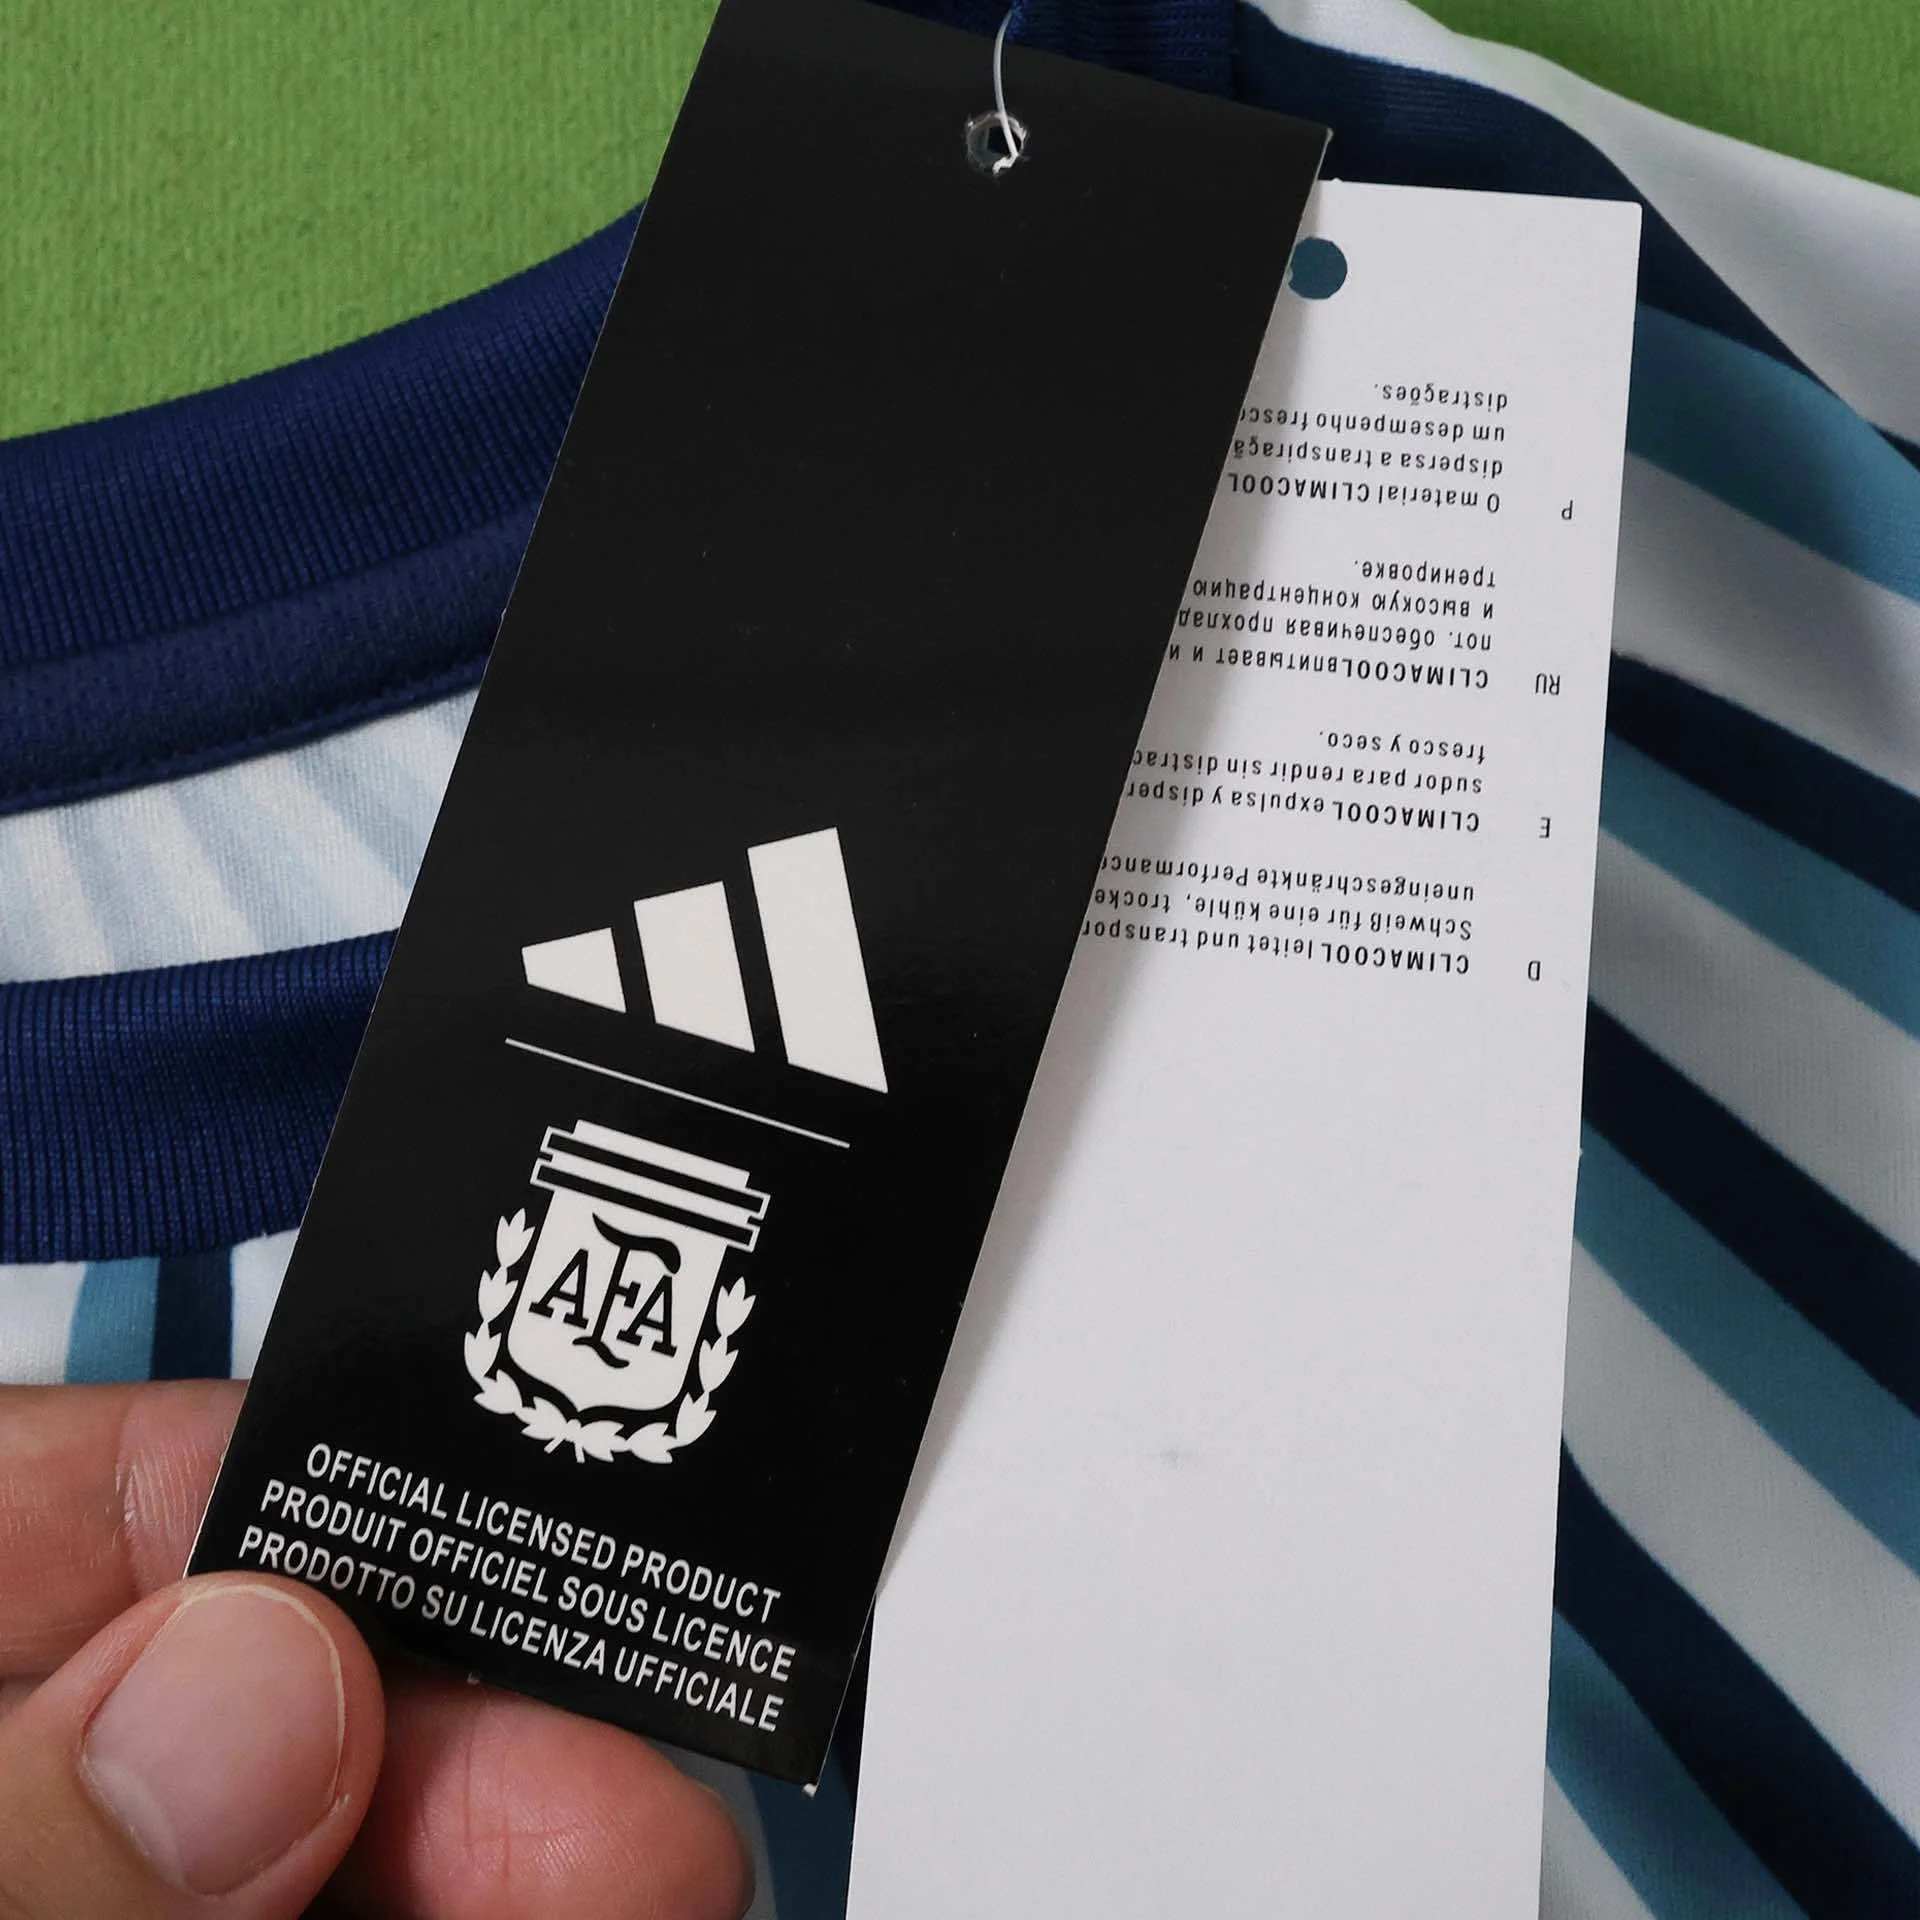 AFA
OFFICIAL LICENSED PRODUCT
PRODUIT OFFICIEL SOUS LICENCE
PRODOTTO SU LICENZA UFFICIALE
D
CLIMACOOL leitet und transpor
Schweiß für eine kühle, trocke
uneingeschränkte Performanc
E
CLIMACOOL expulsa y disper
sudor para rendir sin distrac
fresco y seco.
RU
CLIMACOOLвпитывает и и
пот. обеспечивая прохлад
и высокую концентрацию
тренировке.
P
O material CLIMACOOL
dispersa a transpiraçã
um desempenho fresc
distrações.